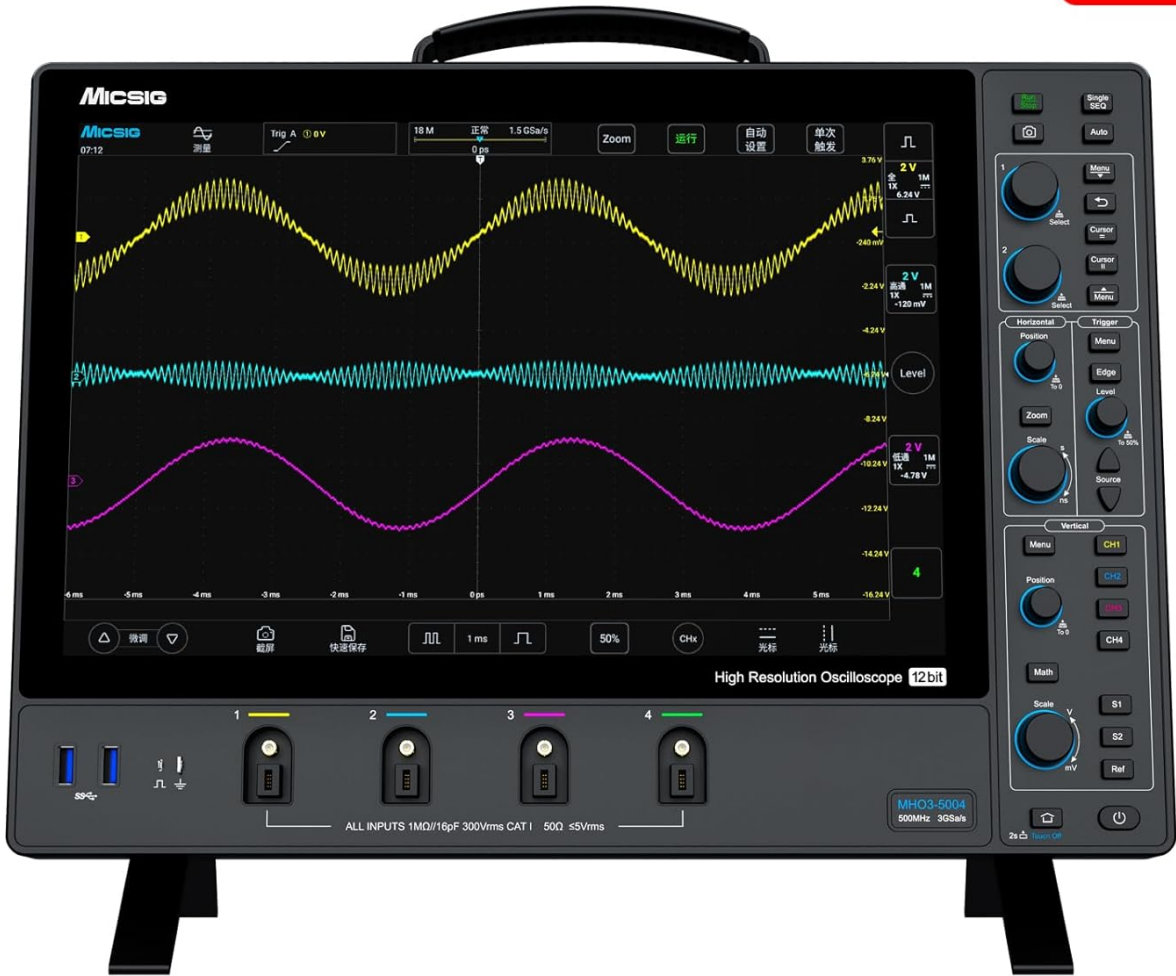 MICSIG
MICSIG
07:12
测量
Trig A ① 0 V
18 M 正常 1.5 GSa/s
0 ps
T
Zoom
运行
自动
设置
单次
触发
3.76 V
-240 mV
-2.24 V
-4.24 V
-8.24 V
-10.24 V
-12.24 V
-14.24 V
-16.24 V
1
2
3
2 V
全 1M
1X
6.24 V
2 V
高通 1M
1X
-120 mV
Level
2 V
低通 1M
1X
-4.78 V
4
-6 ms -5 ms -4 ms -3 ms -2 ms -1 ms 0 ps 1 ms 2 ms 3 ms 4 ms 5 ms
微调
截屏
快速保存
1 ms
50%
CHx
光标
光标
High Resolution Oscilloscope 12bit
Run
Stop
Single
SEQ
Auto
1
Select
2
Select
Menu
Cursor
Cursor
Menu
Horizontal
Position
To 0
Zoom
Scale
s
ns
Trigger
Menu
Edge
Level
To 50%
Source
Vertical
Menu
Position
To 0
Math
Scale
V
mV
CH1
CH2
CH3
CH4
S1
S2
Ref
2s Touch Off
1 2 3 4
SS
ALL INPUTS 1MΩ//16pF 300Vrms CAT I 50Ω ≤5Vrms
MHO3-5004
500MHz 3GSa/s